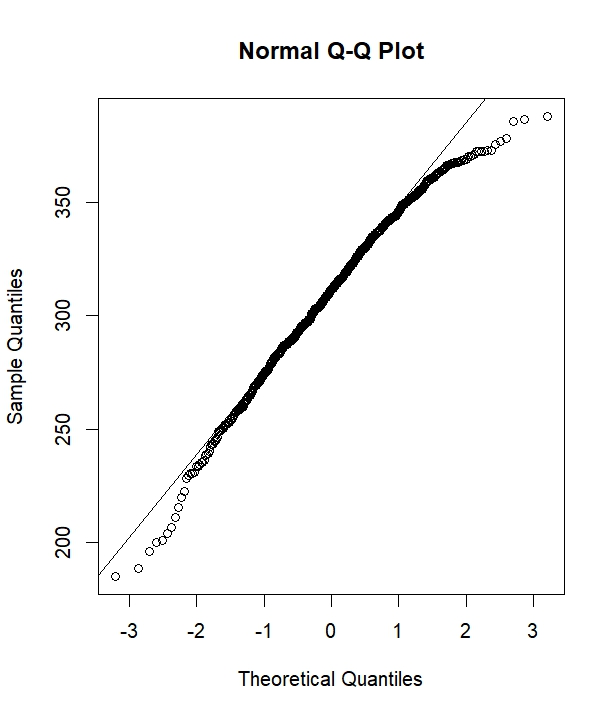 Normal Q-Q Plot
350
300
250
200
Sample Quantiles
-3 -2 -1 0 1 2 3
Theoretical Quantiles